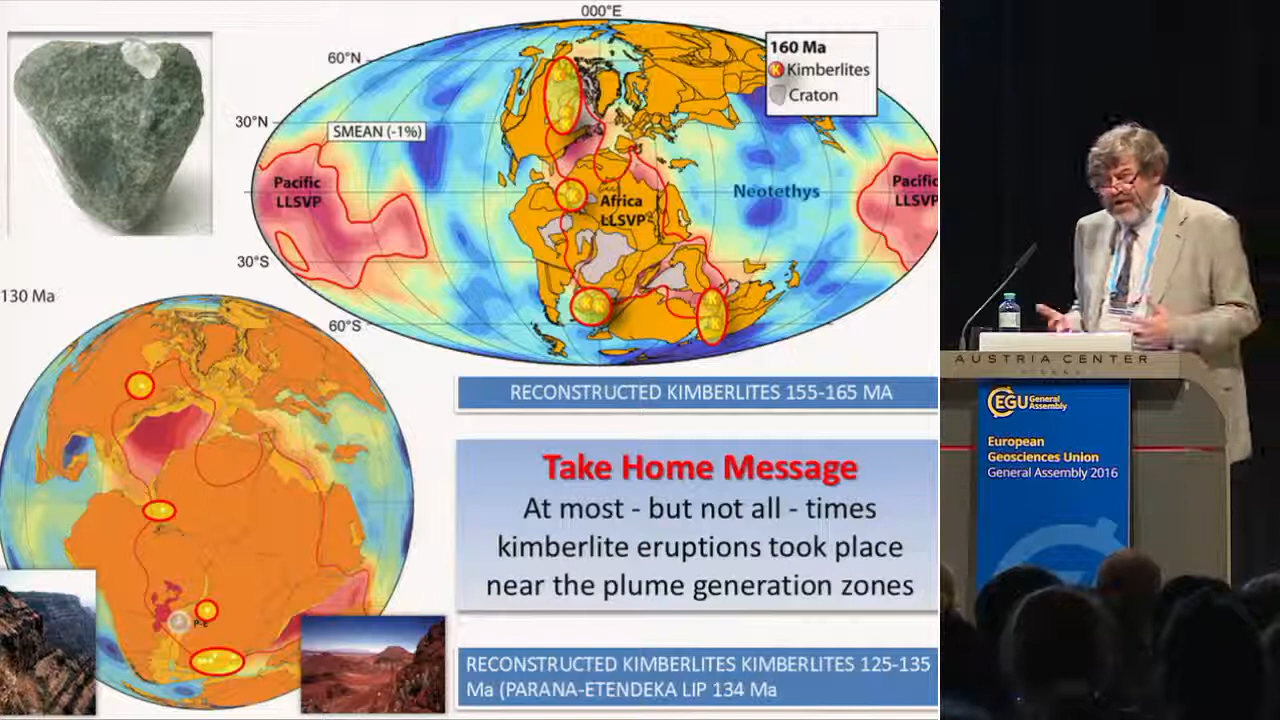 000°E
60°N
30°N
30°S
60°S
160 Ma
Kimberlites
Craton
SMEAN (-1%)
Pacific
LLSVP
Africa
LLSVP
Neotethys
Pacific
LLSVP
130 Ma
P-E
RECONSTRUCTED KIMBERLITES 155-165 MA
Take Home Message
At most - but not all - times
kimberlite eruptions took place
near the plume generation zones
RECONSTRUCTED KIMBERLITES KIMBERLITES 125-135
Ma (PARANA-ETENDEKA LIP 134 Ma
AUSTRIA CENTER
EGU General
Assembly
European
Geosciences Union
General Assembly 2016